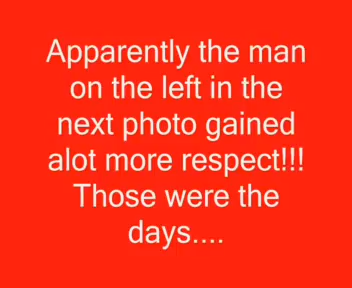 Apparently the man
on the left in the
next photo gained
alot more respect!!!
Those were the
days....